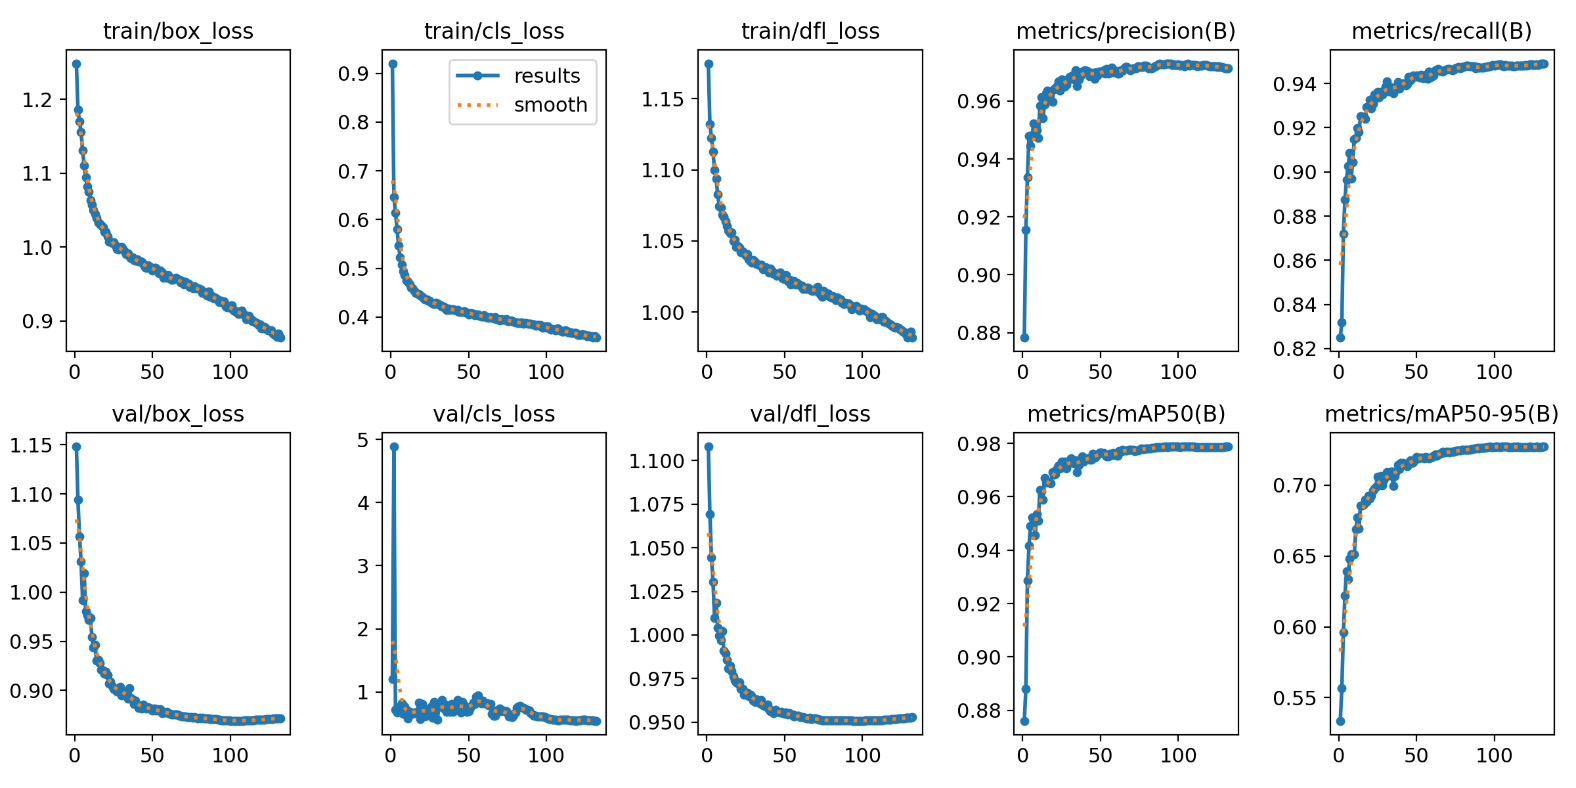 train/box_loss
train/cls_loss
train/dfl_loss
metrics/precision(B)
metrics/recall(B)
1.2
1.1
1.0
0.9
0 50 100
0.9
0.8
0.7
0.6
0.5
0.4
results
smooth
0 50 100
1.15
1.10
1.05
1.00
0 50 100
0.96
0.94
0.92
0.90
0.88
0 50 100
0.94
0.92
0.90
0.88
0.86
0.84
0.82
0 50 100
val/box_loss
val/cls_loss
val/dfl_loss
metrics/mAP50(B)
metrics/mAP50-95(B)
1.15
1.10
1.05
1.00
0.95
0.90
0 50 100
5
4
3
2
1
0 50 100
1.100
1.075
1.050
1.025
1.000
0.975
0.950
0 50 100
0.98
0.96
0.94
0.92
0.90
0.88
0 50 100
0.70
0.65
0.60
0.55
0 50 100